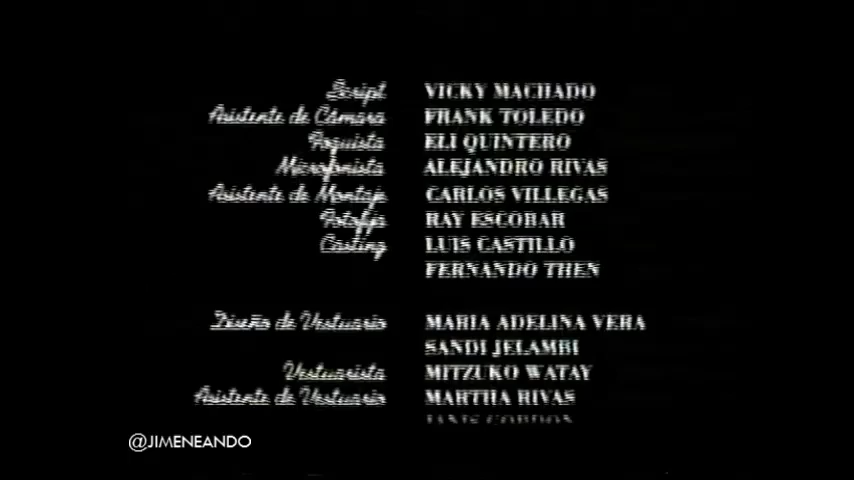 Script VICKY MACHADO
Asistente de Cámara FRANK TOLEDO
Foquista ELI QUINTERO
Microfonista ALEJANDRO RIVAS
Asistente de Montaje CARLOS VILLEGAS
Fotofija RAY ESCOBAR
Casting LUIS CASTILLO
FERNANDO THEN
Diseño de Vestuario MARIA ADELINA VERA
SANDI JELAMBI
Vestuarista MITZUKO WATAY
Asistente de Vestuario MARTHA RIVAS
@JIMENEANDO